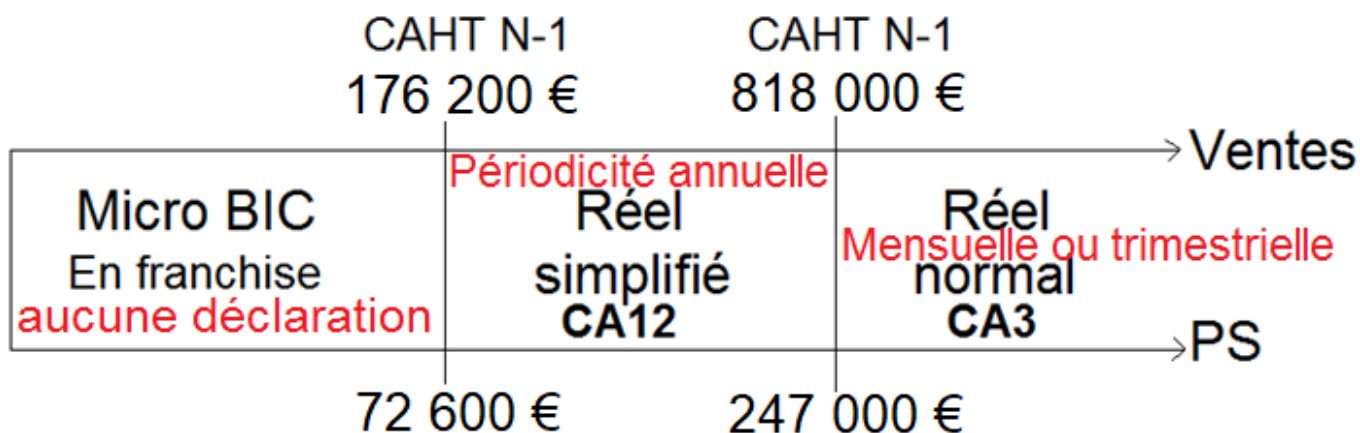 CAHT N-1 CAHT N-1
176 200 € 818 000 €
Ventes
Périodicité annuelle
Micro BIC Réel Réel
Mensuelle ou trimestrielle
En franchise simplifié normal
aucune déclaration CA12 CA3
PS
72 600 € 247 000 €